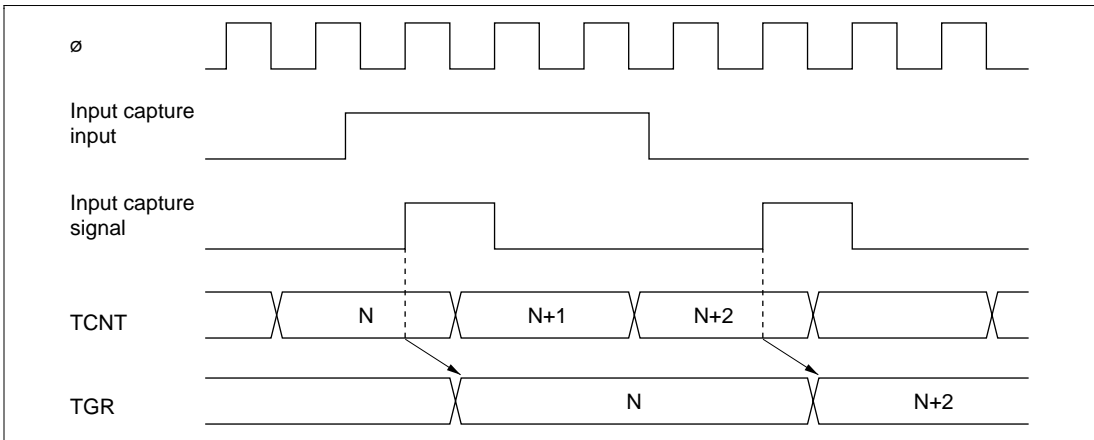 ø
Input capture
input
Input capture
signal
TCNT
N
N+1
N+2
TGR
N
N+2